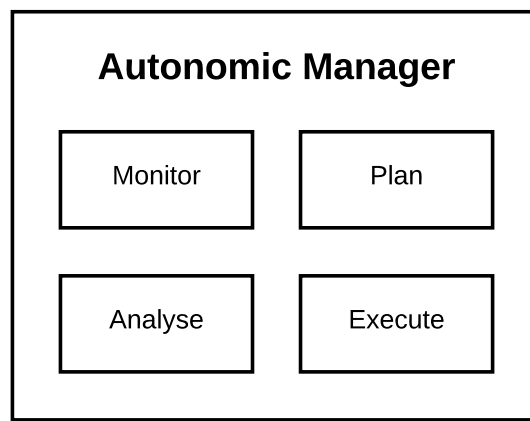 Autonomic Manager
Monitor
Plan
Analyse
Execute